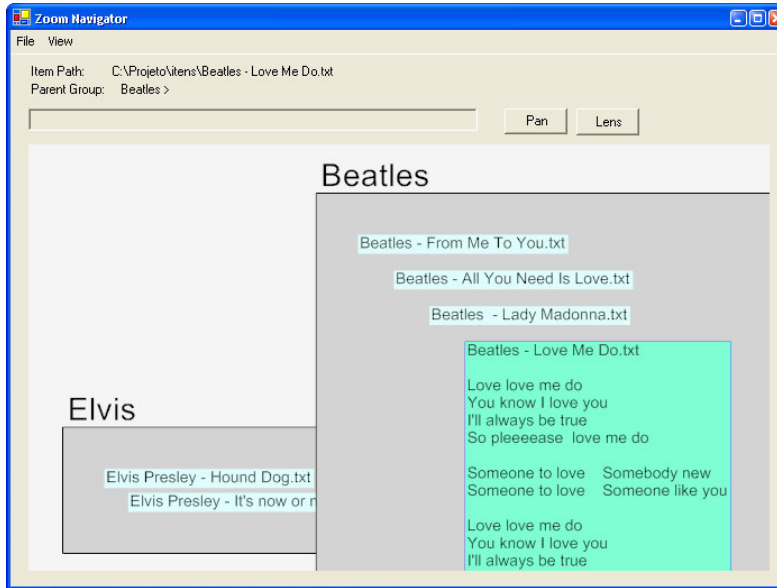 Zoom Navigator
File View
Item Path: C:\Projeto\itens\Beatles - Love Me Do.txt
Parent Group: Beatles >
Pan Lens
Beatles
Beatles - From Me To You.txt
Beatles - All You Need Is Love.txt
Beatles - Lady Madonna.txt
Beatles - Love Me Do.txt
Love love me do
You know I love you
I'll always be true
So pleeeease love me do
Someone to love Somebody new
Someone to love Someone like you
Love love me do
You know I love you
I'll always be true
Elvis
Elvis Presley - Hound Dog.txt
Elvis Presley - It's now or